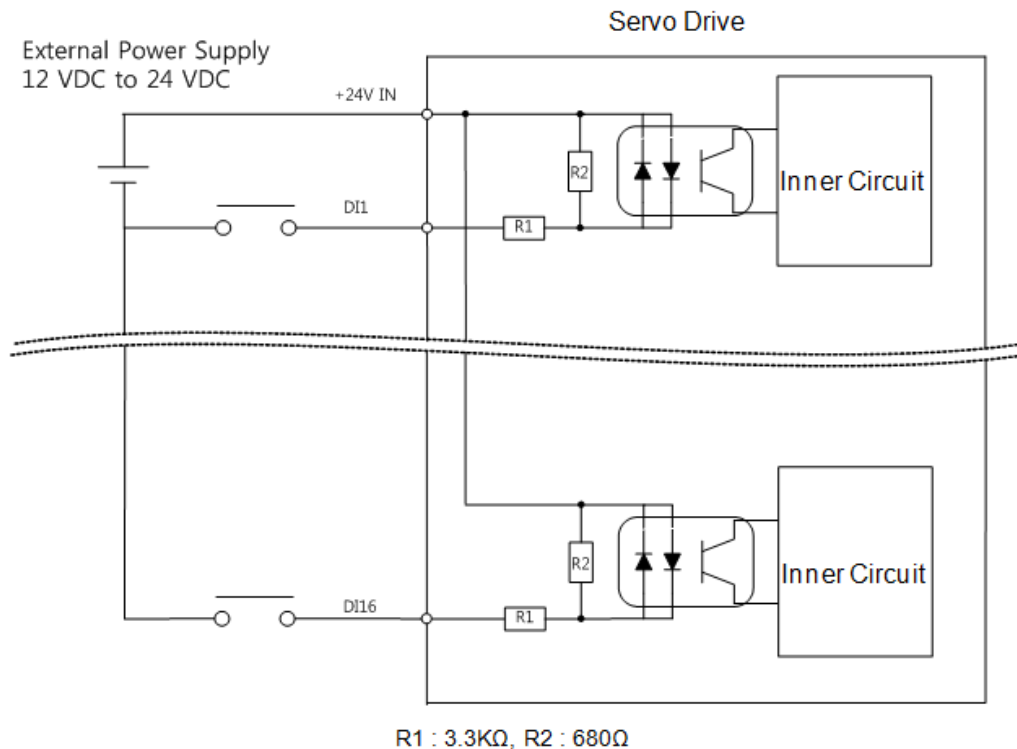 Servo Drive
External Power Supply
12 VDC to 24 VDC
+24V IN
R2
Inner Circuit
DI1
R1
R2
Inner Circuit
DI16
R1
R1 : 3.3KΩ, R2 : 680Ω